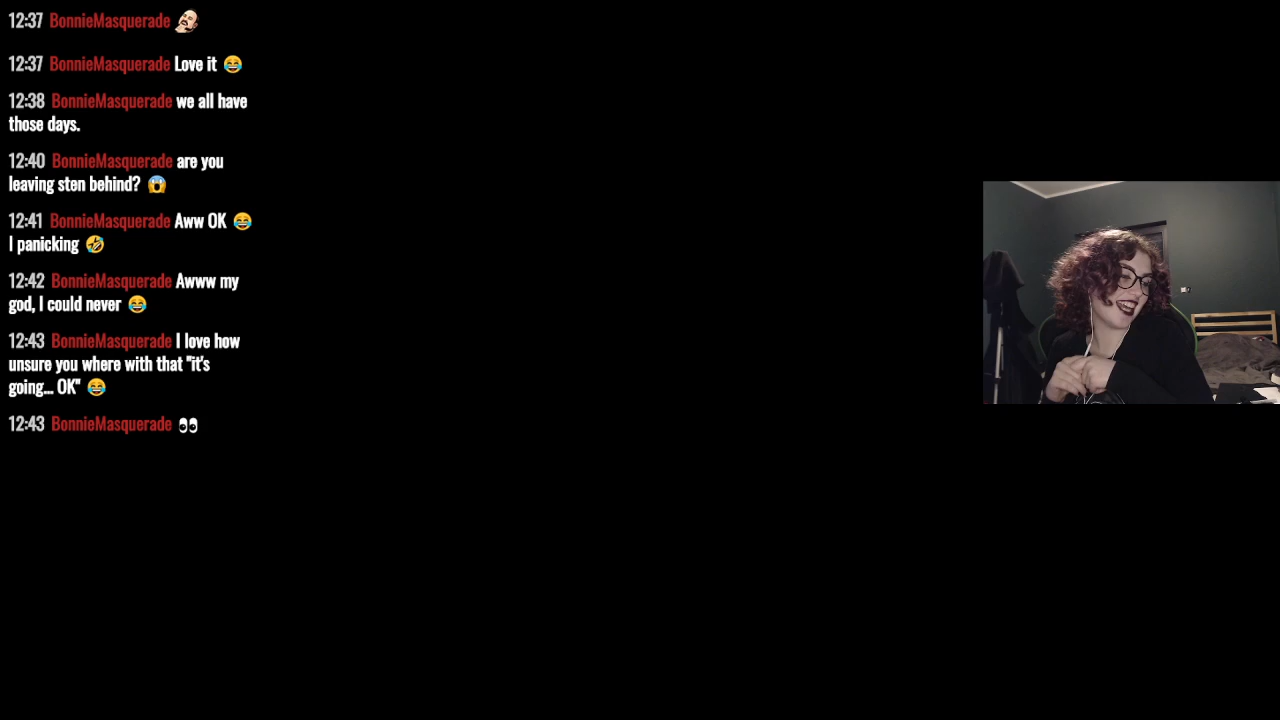 12:37 BonnieMasquerade
12:37 BonnieMasquerade Love it 😂
12:38 BonnieMasquerade we all have
those days.
12:40 BonnieMasquerade are you
leaving sten behind? 😱
12:41 BonnieMasquerade Aww OK 😂
I panicking 🤣
12:42 BonnieMasquerade Awww my
god, I could never 😂
12:43 BonnieMasquerade I love how
unsure you where with that "it's
going... OK" 😂
12:43 BonnieMasquerade 👀